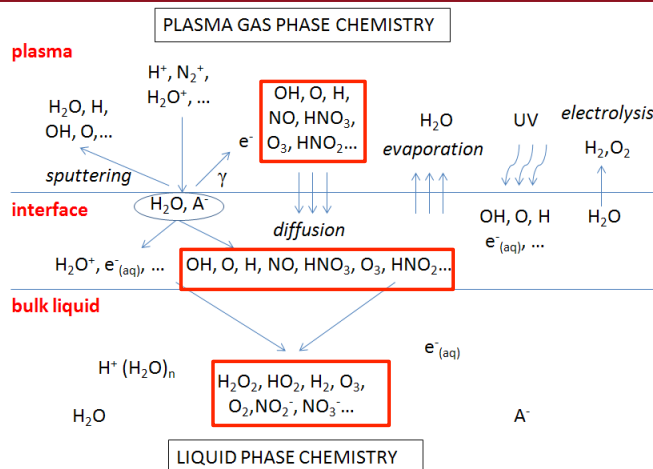 PLASMA GAS PHASE CHEMISTRY
plasma
H₂O, H,
OH, O,...
sputtering
H⁺, N₂⁺,
H₂O⁺, ...
γ
e⁻
OH, O, H,
NO, HNO₃,
O₃, HNO₂...
H₂O
evaporation
UV
electrolysis
H₂,O₂
interface
H₂O, A⁻
diffusion
OH, O, H
e⁻(aq), ...
H₂O
H₂O⁺, e⁻(aq), ...
OH, O, H, NO, HNO₃, O₃, HNO₂...
bulk liquid
H⁺ (H₂O)n
e⁻(aq)
H₂O₂, HO₂, H₂, O₃,
O₂,NO₂⁻, NO₃⁻...
H₂O
A⁻
LIQUID PHASE CHEMISTRY